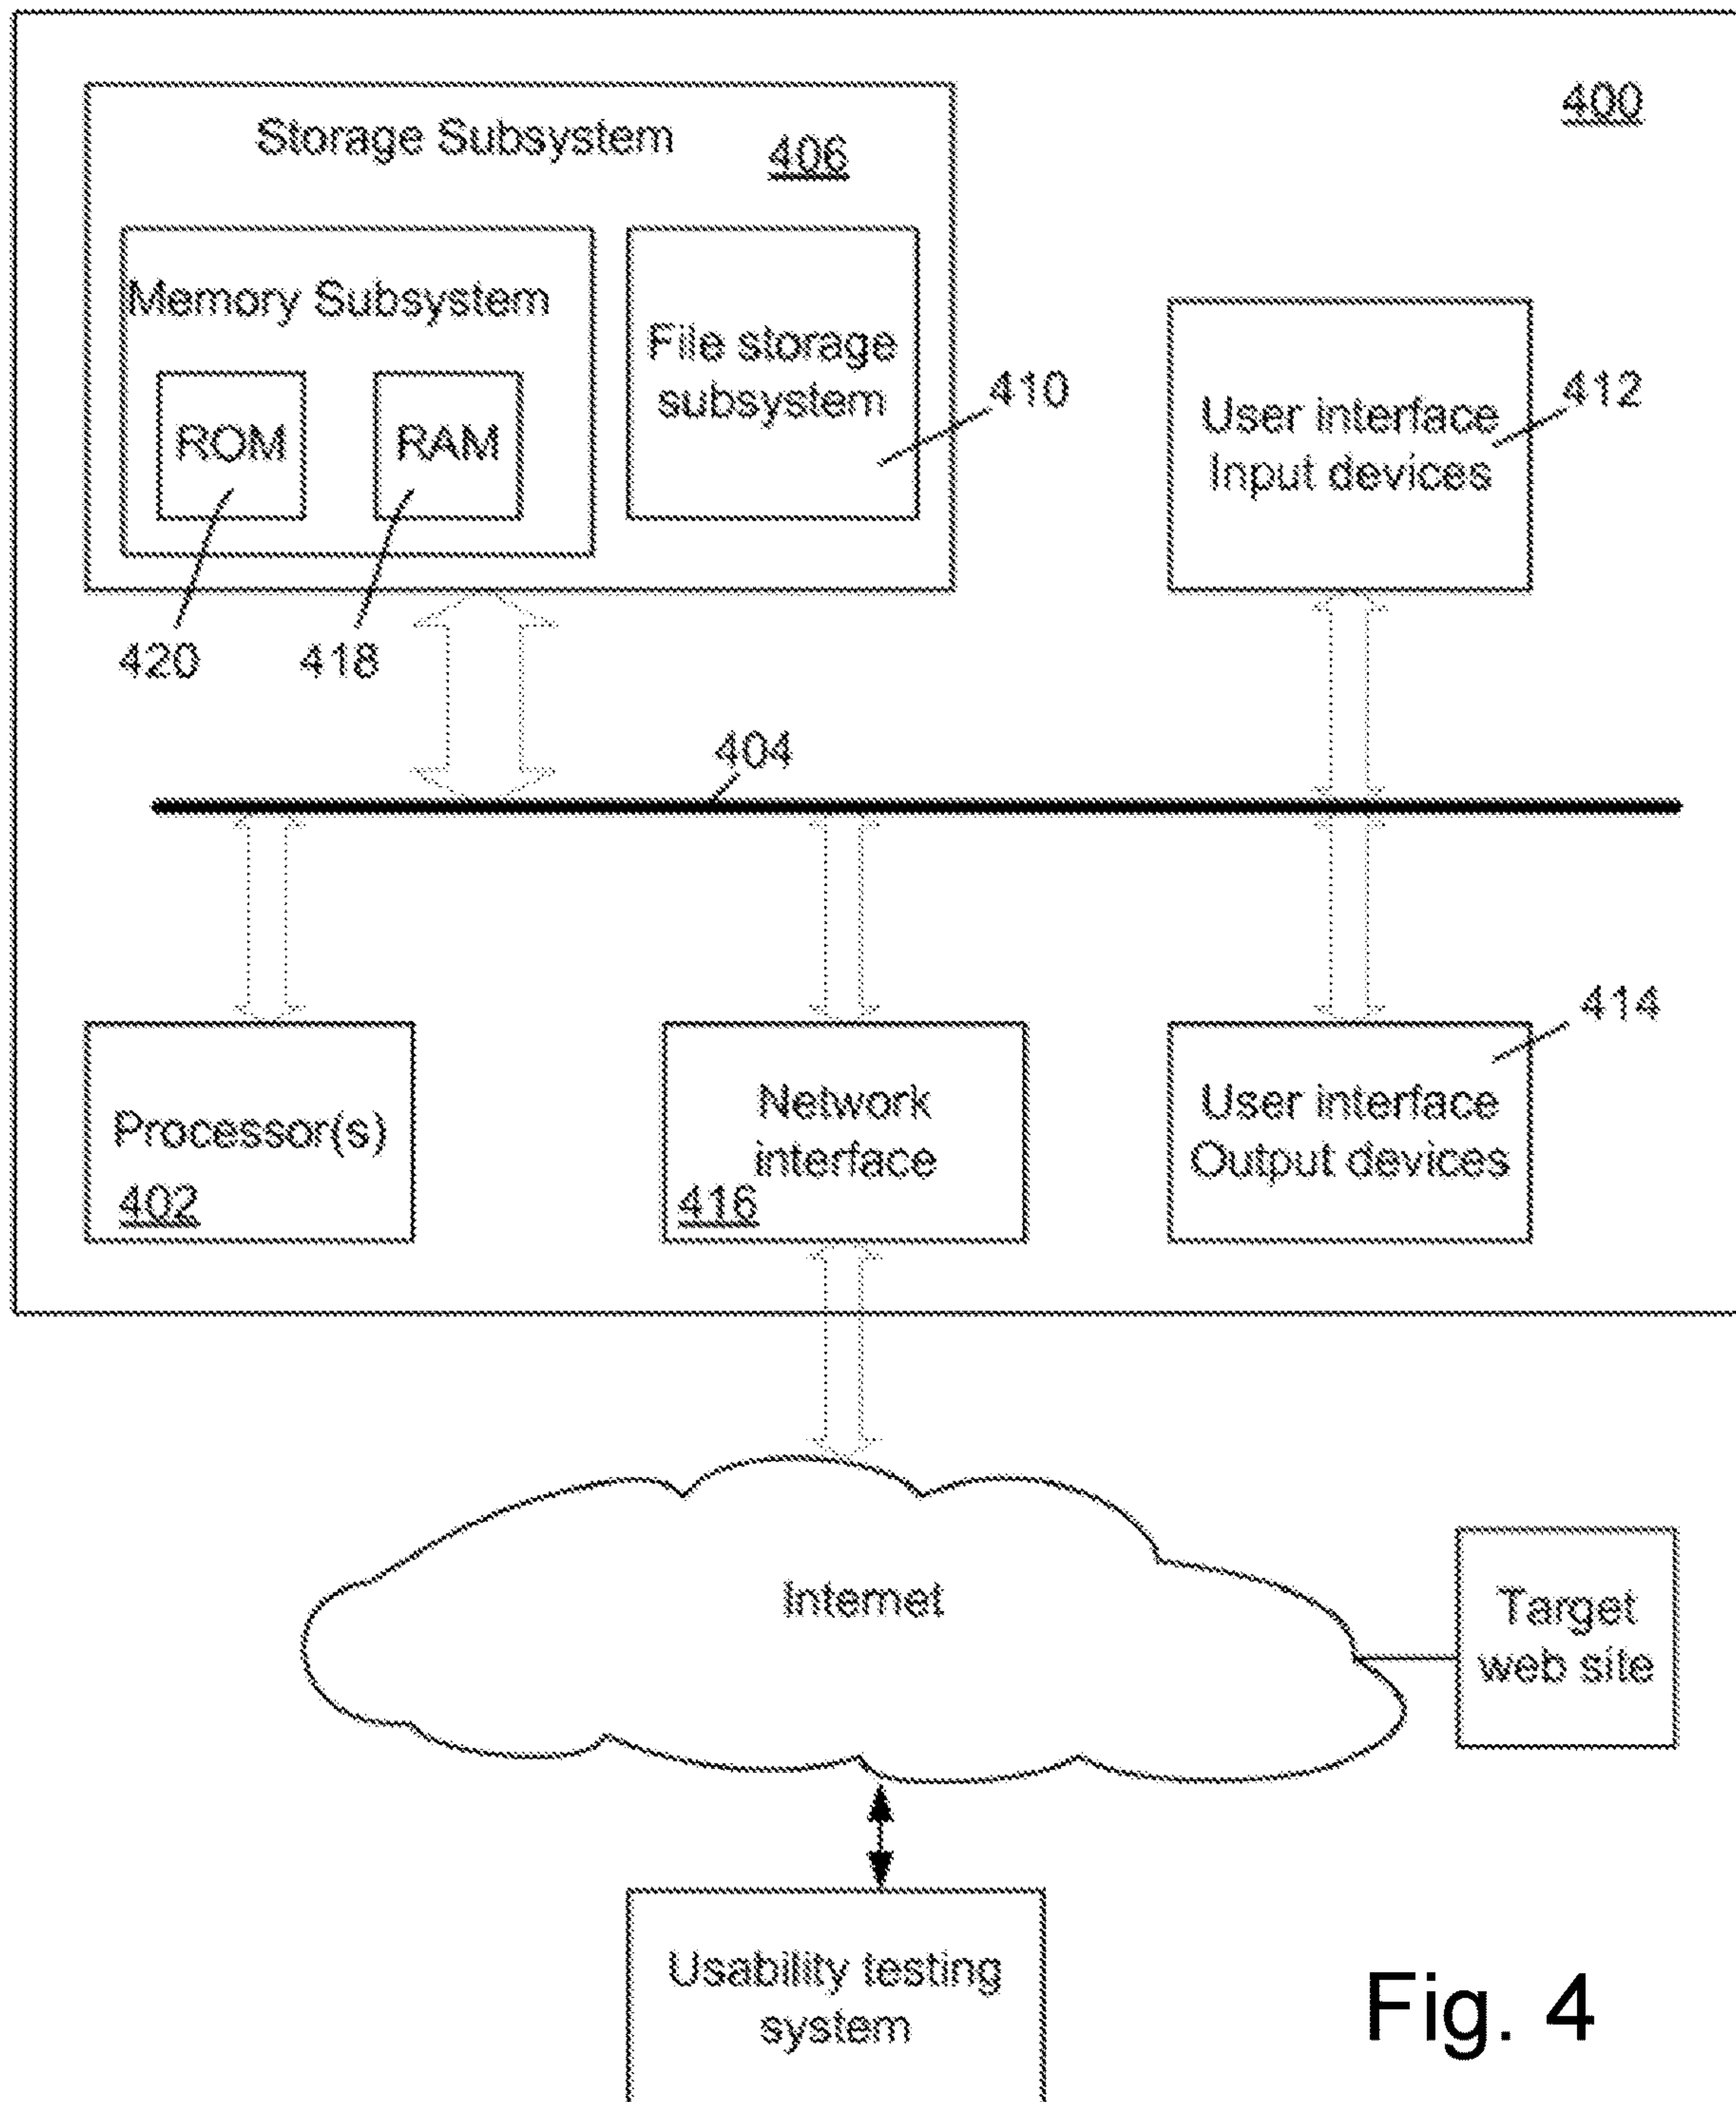 400
Storage Subsystem
406
Memory Subsystem
File storage
subsystem
ROM
RAM
410
User interface
Input devices
412
420
418
404
Processor(s)
402
Network
interface
416
User interface
Output devices
414
Internet
Target
web site
Usability testing
system
Fig. 4